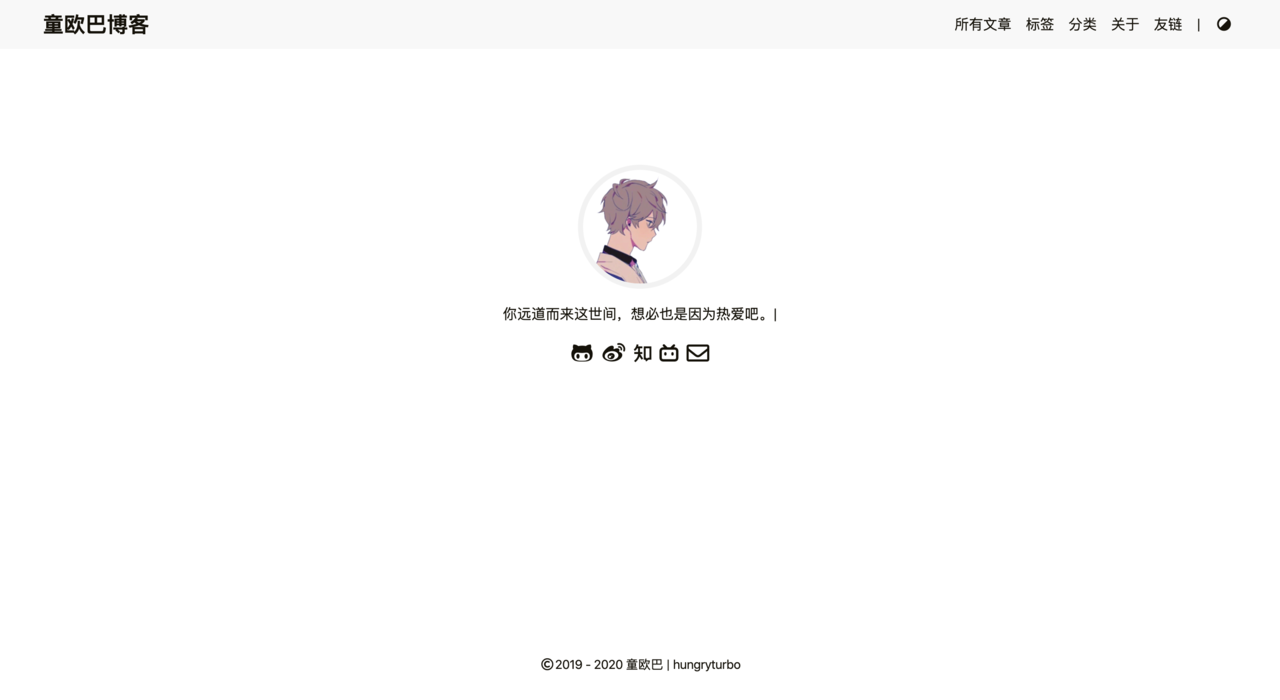 童欧巴博客
所有文章 标签 分类 关于 友链 |
你远道而来这世间，想必也是因为热爱吧。|
知
©2019 - 2020 童欧巴 | hungryturbo